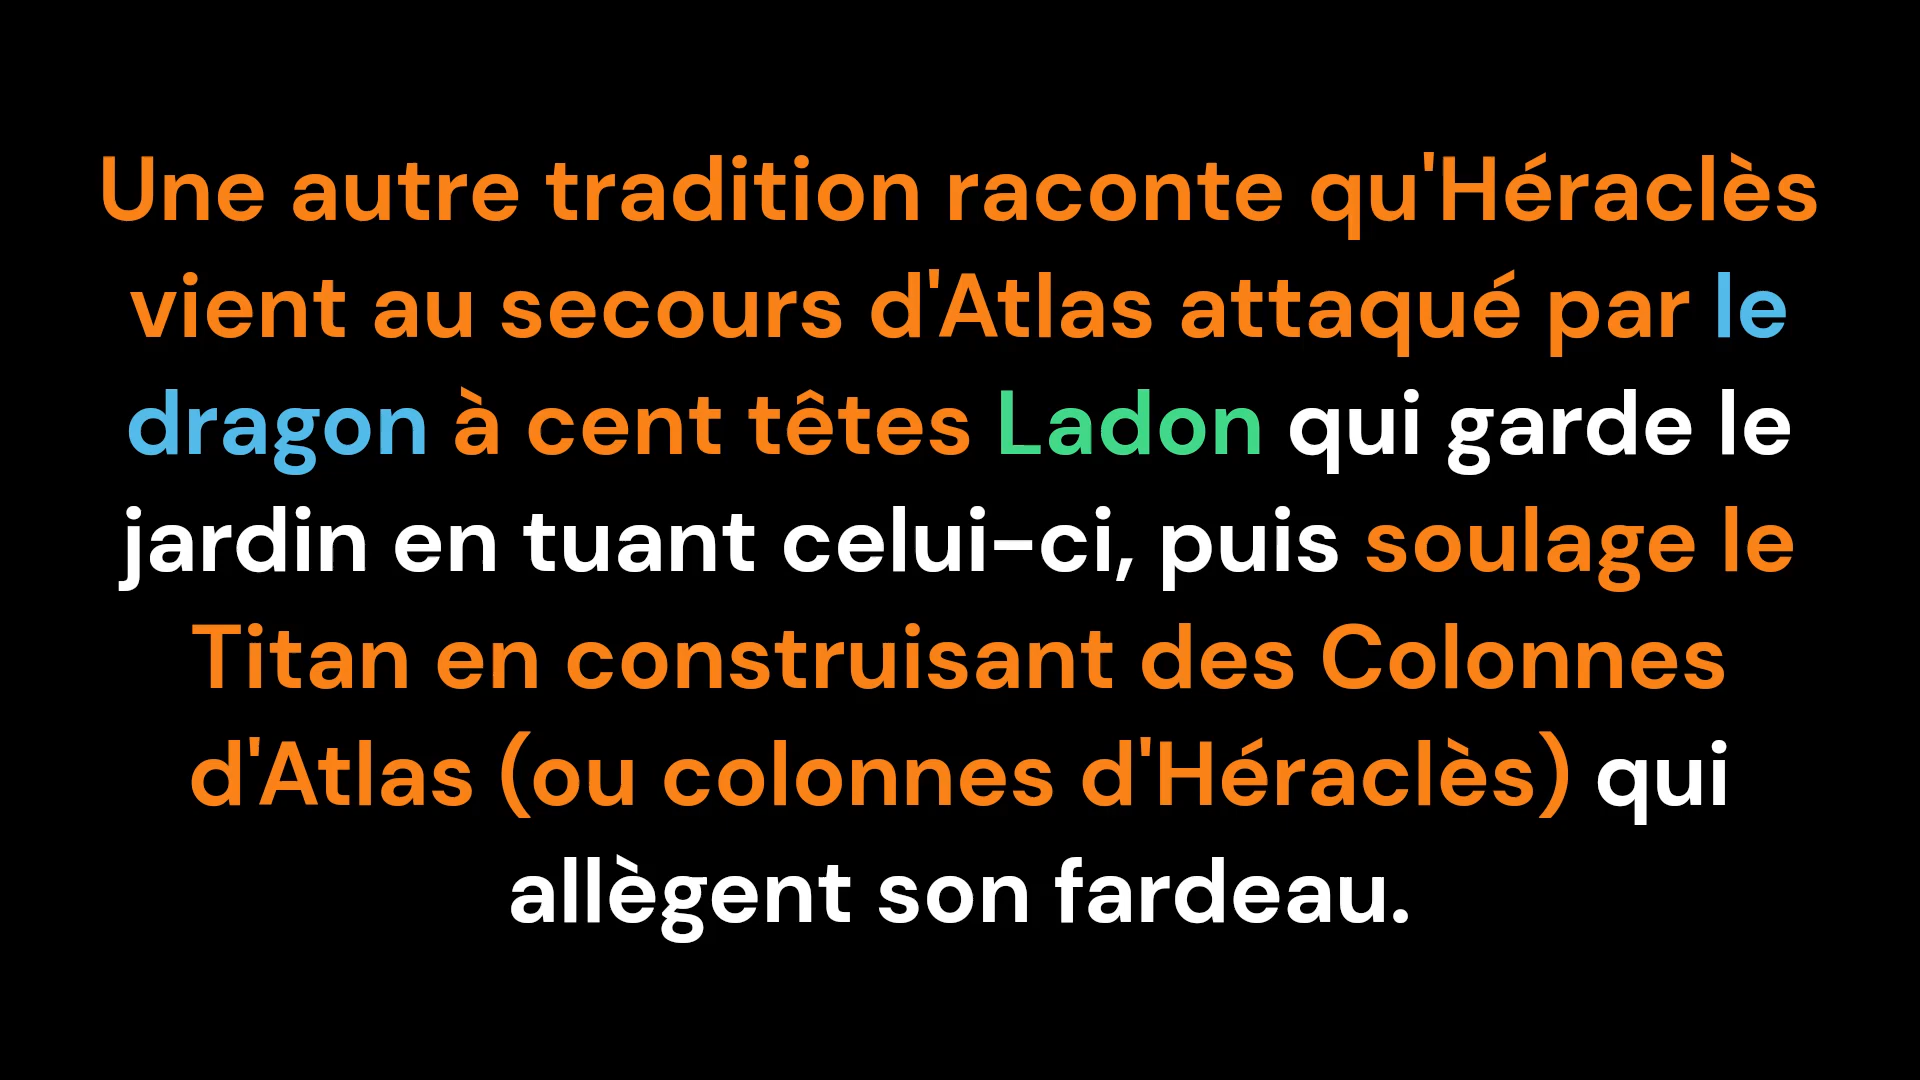 Une autre tradition raconte qu'Héraclès
vient au secours d'Atlas attaqué par le
dragon à cent têtes Ladon qui garde le
jardin en tuant celui-ci, puis soulage le
Titan en construisant des Colonnes
d'Atlas (ou colonnes d'Héraclès) qui
allègent son fardeau.